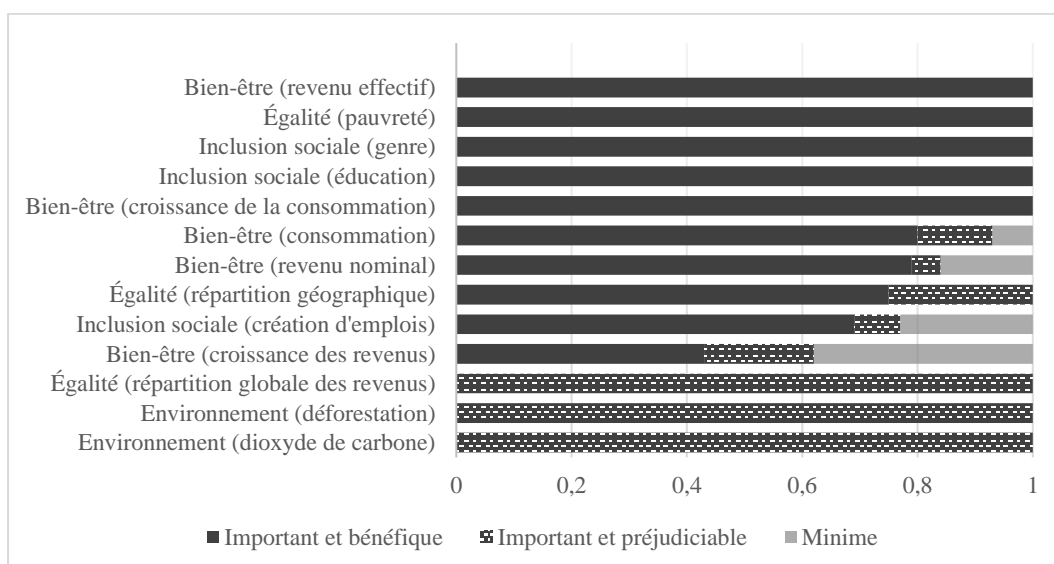 Bien-être (revenu effectif)
Égalité (pauvreté)
Inclusion sociale (genre)
Inclusion sociale (éducation)
Bien-être (croissance de la consommation)
Bien-être (consommation)
Bien-être (revenu nominal)
Égalité (répartition géographique)
Inclusion sociale (création d'emplois)
Bien-être (croissance des revenus)
Égalité (répartition globale des revenus)
Environnement (déforestation)
Environnement (dioxyde de carbone)
0 0,2 0,4 0,6 0,8 1
Important et bénéfique Important et préjudiciable Minime